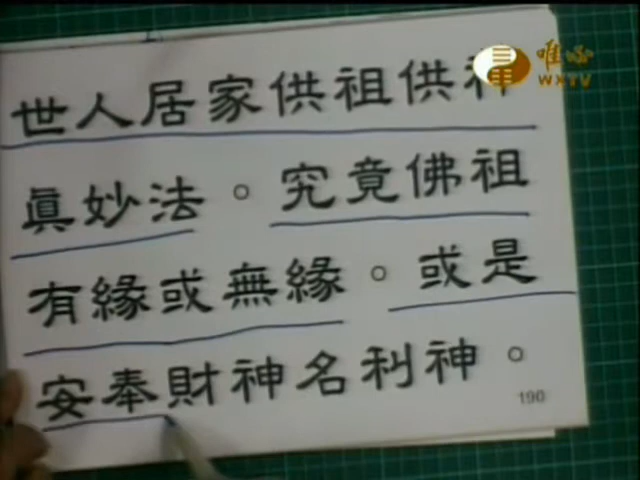 世人居家供祖供神
眞妙法。究竟佛祖
有緣或無緣。或是
安奉財神名利神。
190
唯心
WXTV